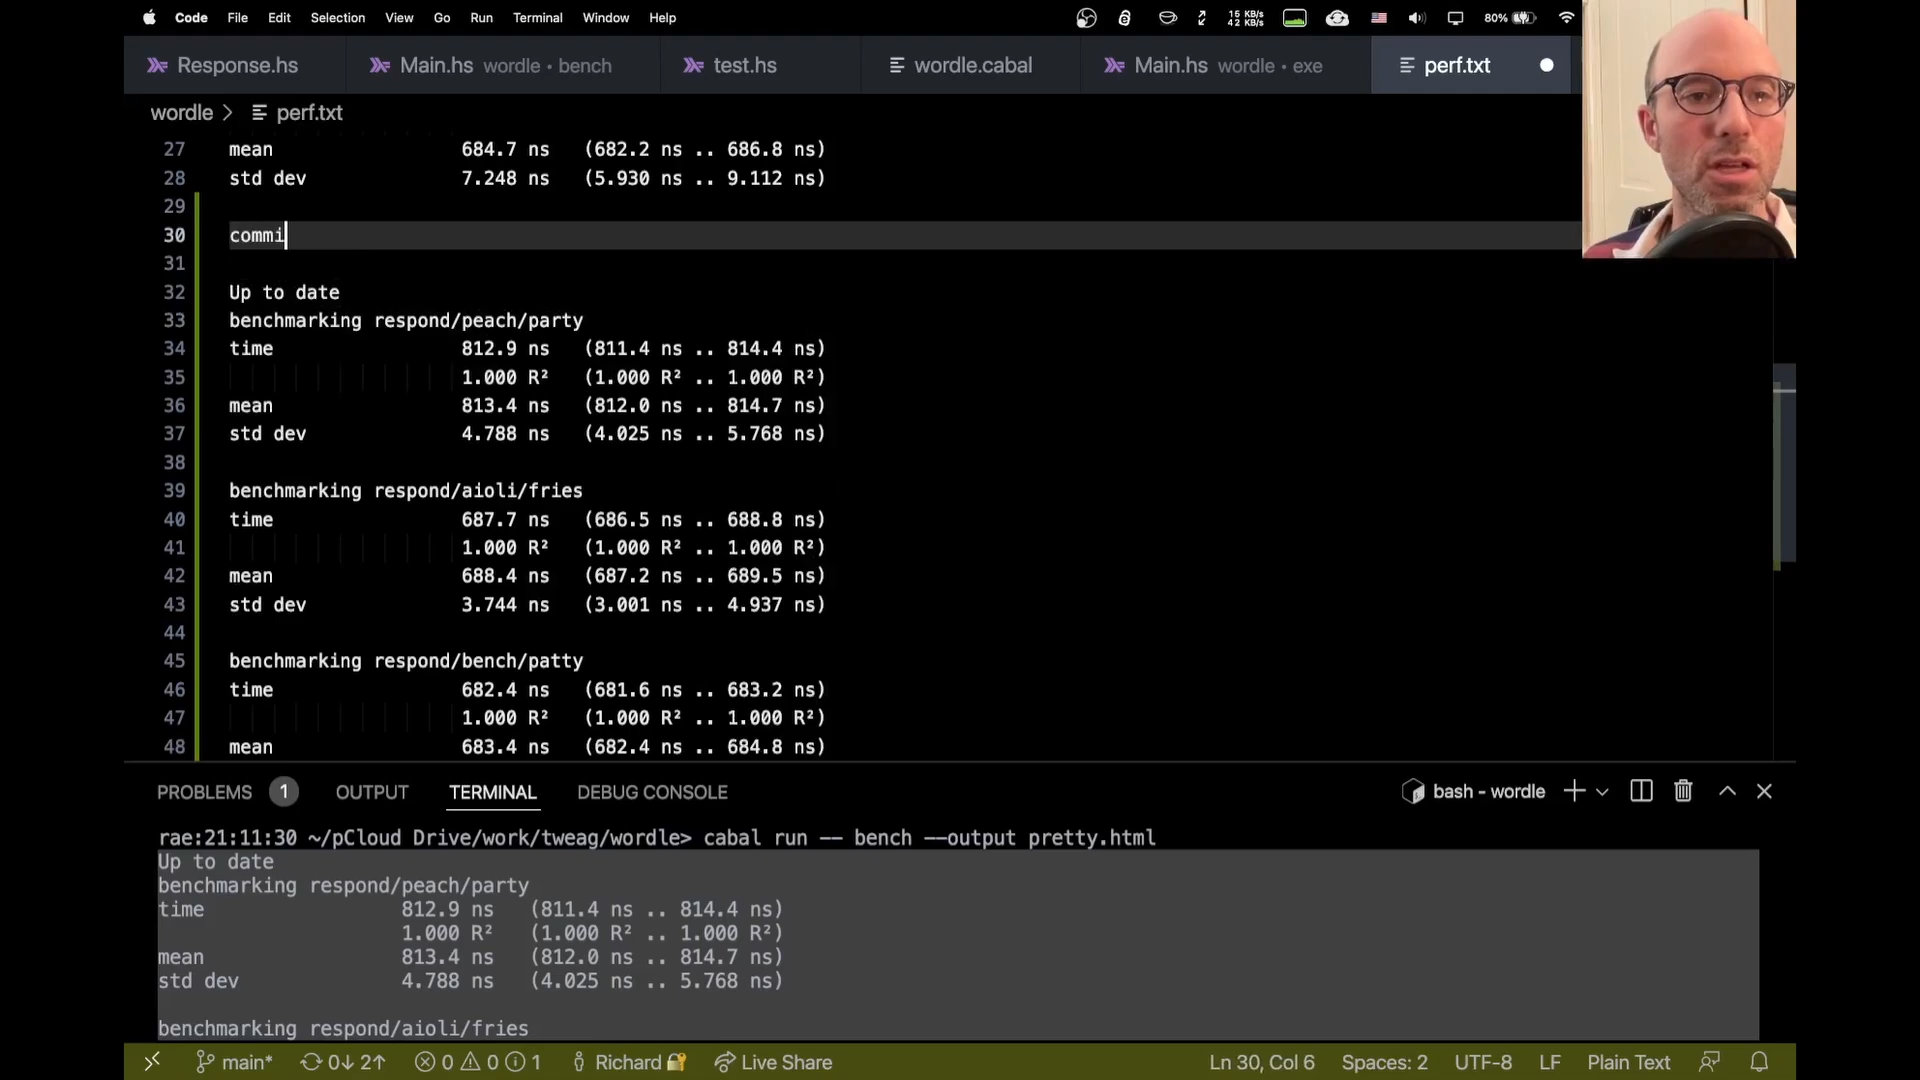 Code File Edit Selection View Go Run Terminal Window Help 15 KB/s 42 KB/s 80%
Response.hs Main.hs wordle • bench test.hs wordle.cabal Main.hs wordle • exe perf.txt
wordle > perf.txt
27 mean 684.7 ns (682.2 ns .. 686.8 ns)
28 std dev 7.248 ns (5.930 ns .. 9.112 ns)
29
30 commi
31
32 Up to date
33 benchmarking respond/peach/party
34 time 812.9 ns (811.4 ns .. 814.4 ns)
35 1.000 R² (1.000 R² .. 1.000 R²)
36 mean 813.4 ns (812.0 ns .. 814.7 ns)
37 std dev 4.788 ns (4.025 ns .. 5.768 ns)
38
39 benchmarking respond/aioli/fries
40 time 687.7 ns (686.5 ns .. 688.8 ns)
41 1.000 R² (1.000 R² .. 1.000 R²)
42 mean 688.4 ns (687.2 ns .. 689.5 ns)
43 std dev 3.744 ns (3.001 ns .. 4.937 ns)
44
45 benchmarking respond/bench/patty
46 time 682.4 ns (681.6 ns .. 683.2 ns)
47 1.000 R² (1.000 R² .. 1.000 R²)
48 mean 683.4 ns (682.4 ns .. 684.8 ns)
PROBLEMS 1 OUTPUT TERMINAL DEBUG CONSOLE bash - wordle
rae:21:11:30 ~/pCloud Drive/work/tweag/wordle> cabal run -- bench --output pretty.html
Up to date
benchmarking respond/peach/party
time 812.9 ns (811.4 ns .. 814.4 ns)
1.000 R² (1.000 R² .. 1.000 R²)
mean 813.4 ns (812.0 ns .. 814.7 ns)
std dev 4.788 ns (4.025 ns .. 5.768 ns)
benchmarking respond/aioli/fries
main* 0↓ 2↑ 0 0 1 Richard Live Share Ln 30, Col 6 Spaces: 2 UTF-8 LF Plain Text